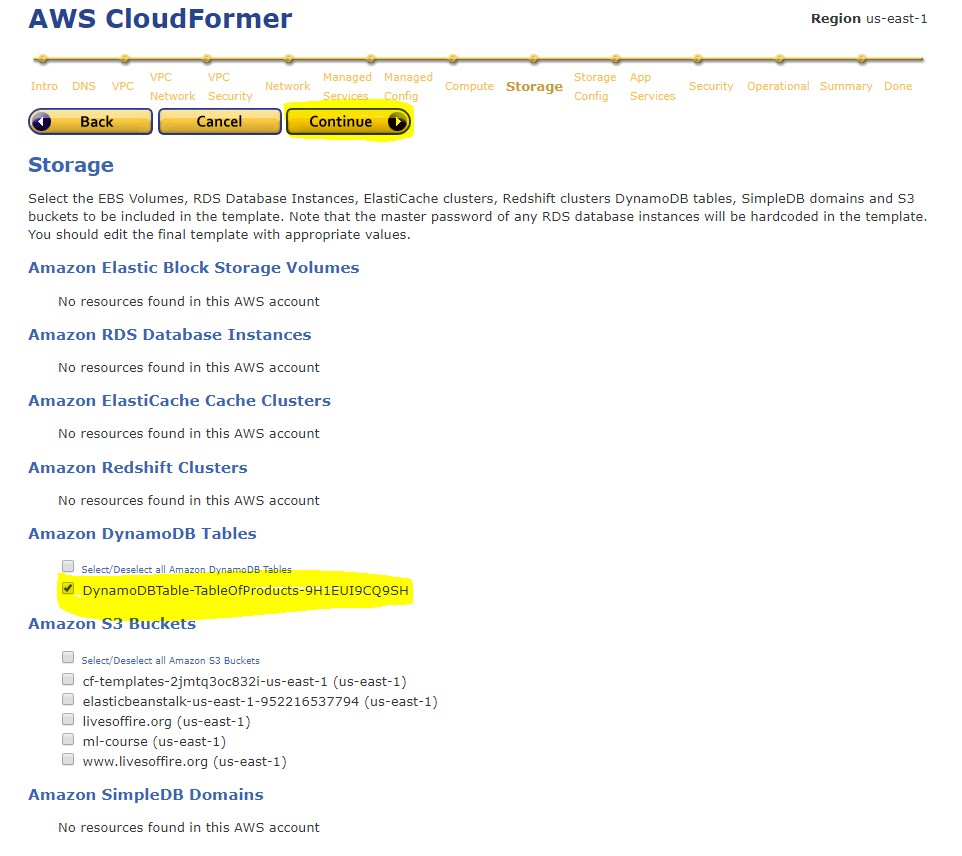 AWS CloudFormer
Region us-east-1
Intro DNS VPC VPC Network VPC Security Network Managed Services Managed Config Compute Storage Storage Config App Services Security Operational Summary Done
Back Cancel Continue
Storage
Select the EBS Volumes, RDS Database Instances, ElastiCache clusters, Redshift clusters DynamoDB tables, SimpleDB domains and S3
buckets to be included in the template. Note that the master password of any RDS database instances will be hardcoded in the template.
You should edit the final template with appropriate values.
Amazon Elastic Block Storage Volumes
No resources found in this AWS account
Amazon RDS Database Instances
No resources found in this AWS account
Amazon ElastiCache Cache Clusters
No resources found in this AWS account
Amazon Redshift Clusters
No resources found in this AWS account
Amazon DynamoDB Tables
Select/Deselect all Amazon DynamoDB Tables
DynamoDBTable-TableOfProducts-9H1EUI9CQ9SH
Amazon S3 Buckets
Select/Deselect all Amazon S3 Buckets
cf-templates-2jmtq3oc832i-us-east-1 (us-east-1)
elasticbeanstalk-us-east-1-952216537794 (us-east-1)
livesoffire.org (us-east-1)
ml-course (us-east-1)
www.livesoffire.org (us-east-1)
Amazon SimpleDB Domains
No resources found in this AWS account